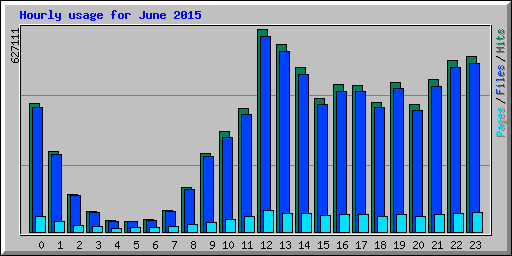 Hourly usage for June 2015
627111
Pages / Files / Hits
0 1 2 3 4 5 6 7 8 9 10 11 12 13 14 15 16 17 18 19 20 21 22 23